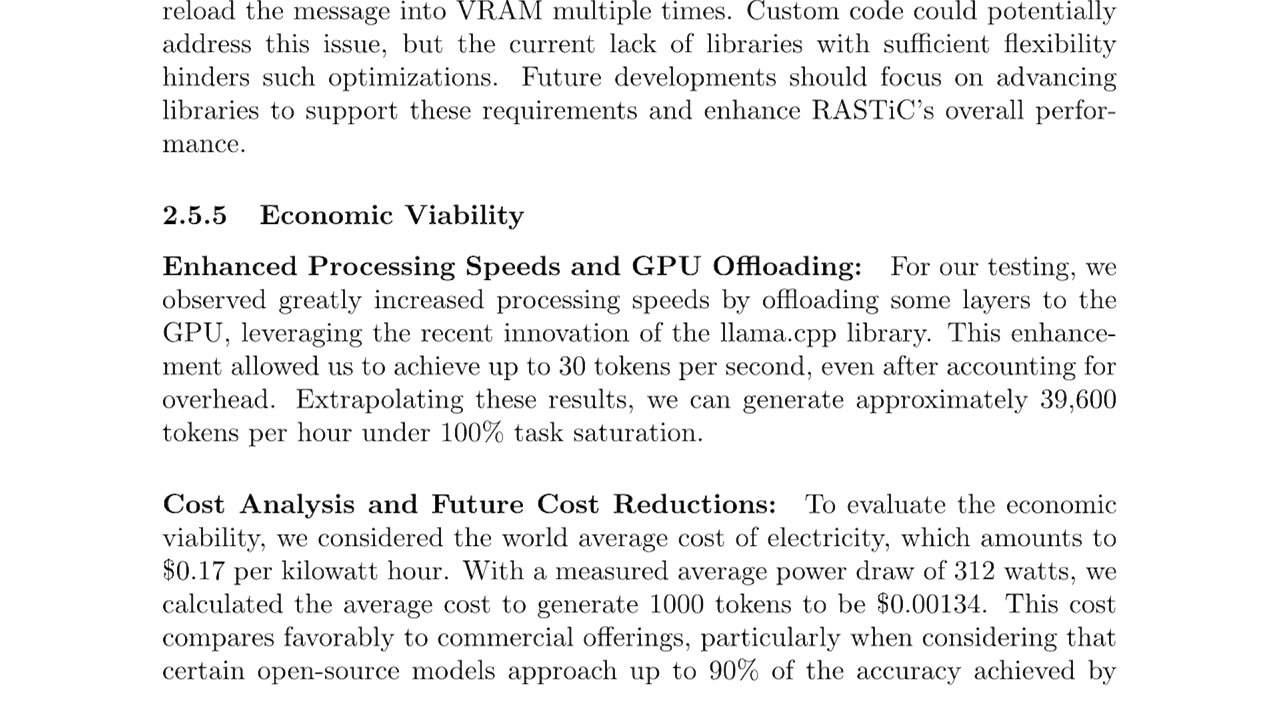 reload the message into VRAM multiple times. Custom code could potentially
address this issue, but the current lack of libraries with sufficient flexibility
hinders such optimizations. Future developments should focus on advancing
libraries to support these requirements and enhance RASTiC's overall perfor-
mance.
2.5.5 Economic Viability
Enhanced Processing Speeds and GPU Offloading: For our testing, we
observed greatly increased processing speeds by offloading some layers to the
GPU, leveraging the recent innovation of the llama.cpp library. This enhance-
ment allowed us to achieve up to 30 tokens per second, even after accounting for
overhead. Extrapolating these results, we can generate approximately 39,600
tokens per hour under 100% task saturation.
Cost Analysis and Future Cost Reductions: To evaluate the economic
viability, we considered the world average cost of electricity, which amounts to
$0.17 per kilowatt hour. With a measured average power draw of 312 watts, we
calculated the average cost to generate 1000 tokens to be $0.00134. This cost
compares favorably to commercial offerings, particularly when considering that
certain open-source models approach up to 90% of the accuracy achieved by